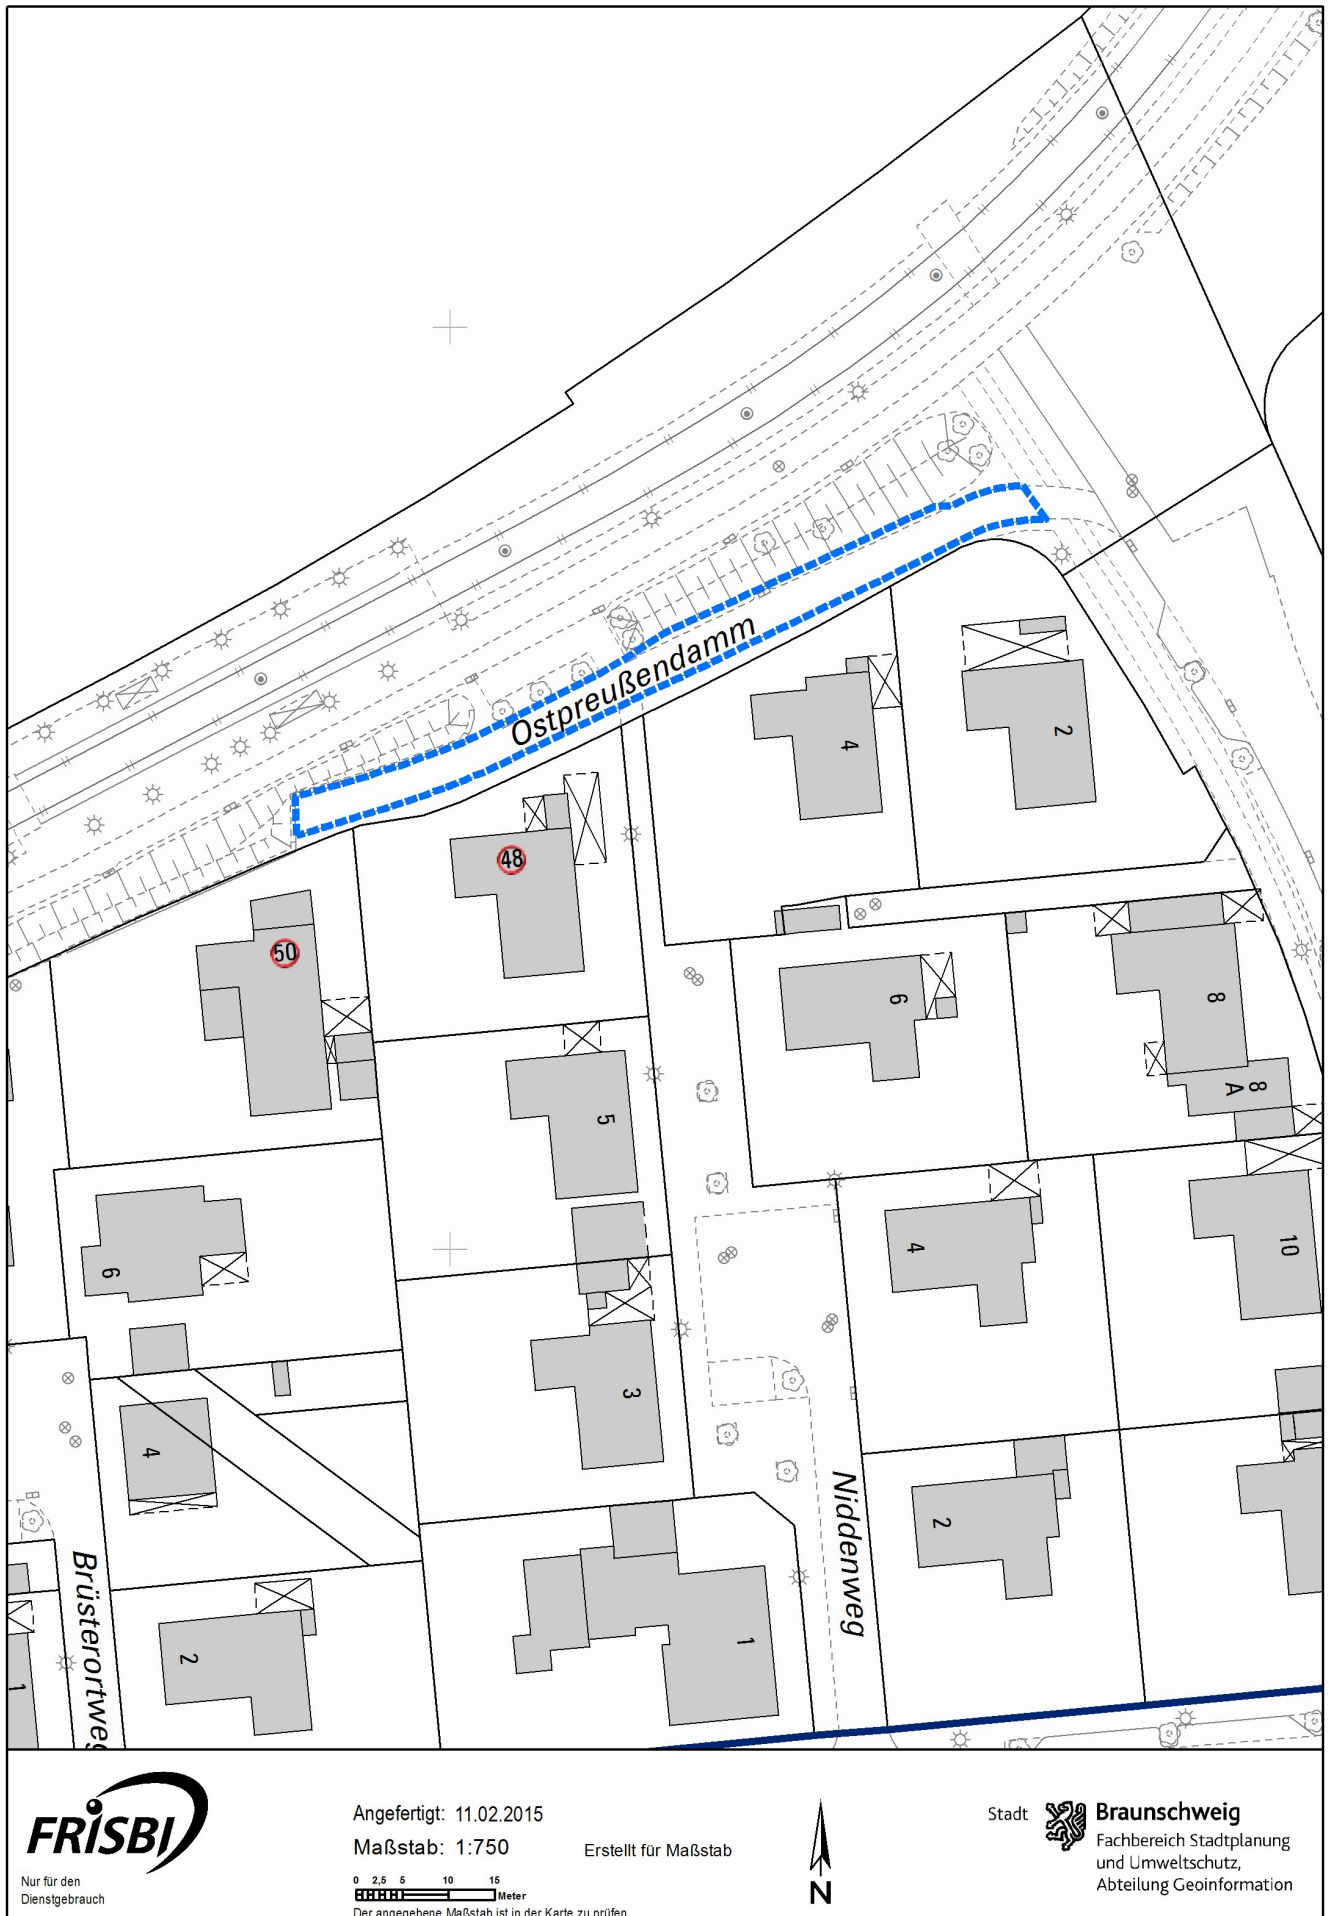 Ostpreußendamm
4
2
48
50
6
8
8
A
5
4
10
6
3
4
2
Niddenweg
Brüsterortweg
2
1
1
FRISBI
Nur für den
Dienstgebrauch
Angefertigt: 11.02.2015
Maßstab: 1:750
Erstellt für Maßstab
0 2,5 5 10 15
Meter
Der angegebene Maßstab ist in der Karte zu prüfen
N
Stadt Braunschweig
Fachbereich Stadtplanung
und Umweltschutz,
Abteilung Geoinformation